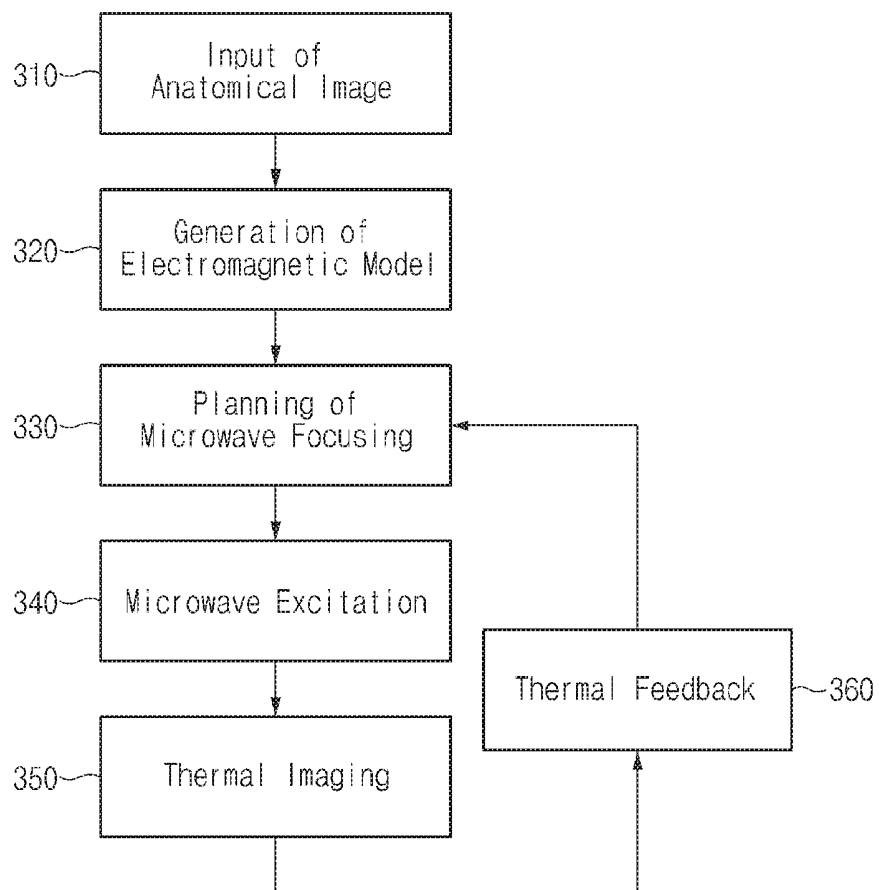 310
Input of
Anatomical Image
320
Generation of
Electromagnetic Model
330
Planning of
Microwave Focusing
340
Microwave Excitation
Thermal Feedback
360
350
Thermal Imaging